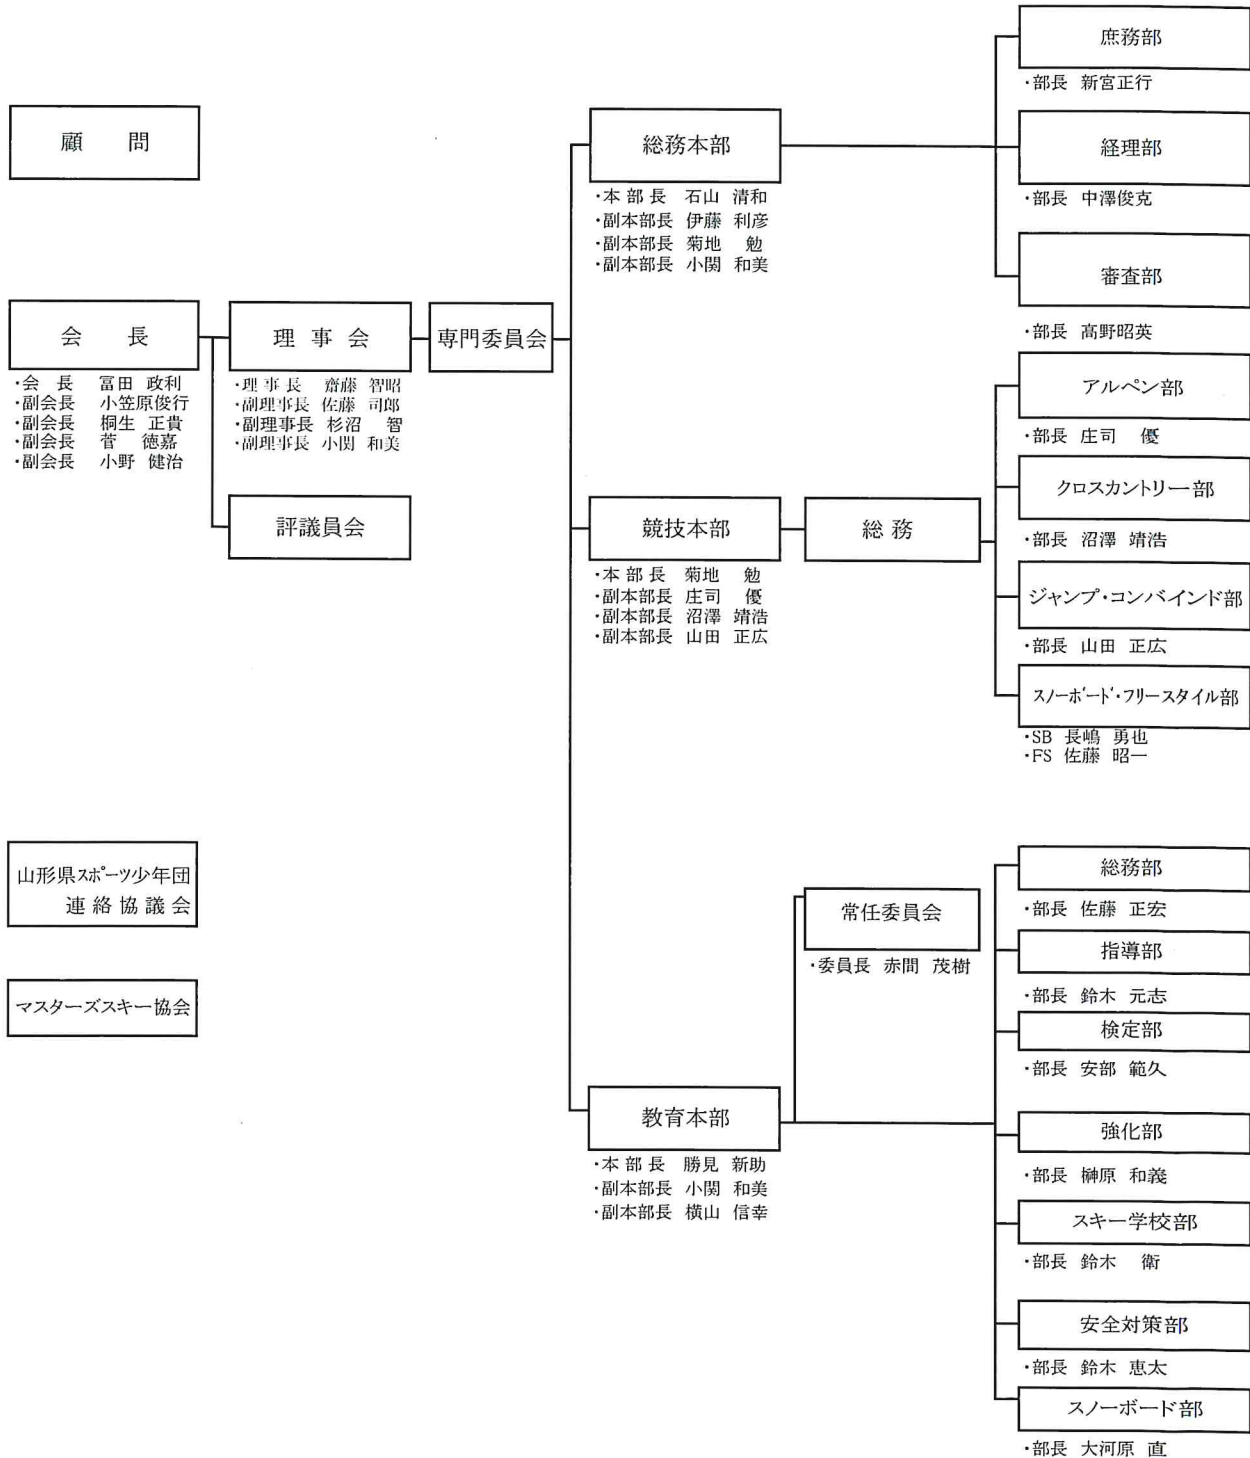 顧 問
会 長
・会 長 冨田 政利
・副会長 小笠原俊行
・副会長 桐生 正貴
・副会長 菅 徳嘉
・副会長 小野 健治
理 事 会
・理 事 長 齋藤 智昭
・副理事長 佐藤 司郎
・副理事長 杉沼 智
・副理事長 小関 和美
評議員会
専門委員会
山形県スポーツ少年団
連 絡 協 議 会
マスターズスキー協会
総務本部
・本 部 長 石山 清和
・副本部長 伊藤 利彦
・副本部長 菊地 勉
・副本部長 小関 和美
庶務部
・部長 新宮正行
経理部
・部長 中澤俊克
審査部
・部長 高野昭英
競技本部
・本 部 長 菊地 勉
・副本部長 庄司 優
・副本部長 沼澤 靖浩
・副本部長 山田 正広
総 務
アルペン部
・部長 庄司 優
クロスカントリー部
・部長 沼澤 靖浩
ジャンプ・コンバインド部
・部長 山田 正広
スノーボード・フリースタイル部
・SB 長嶋 勇也
・FS 佐藤 昭一
教育本部
・本 部 長 勝見 新助
・副本部長 小関 和美
・副本部長 横山 信幸
常任委員会
・委員長 赤間 茂樹
総務部
・部長 佐藤 正宏
指導部
・部長 鈴木 元志
検定部
・部長 安部 範久
強化部
・部長 榊原 和義
スキー学校部
・部長 鈴木 衛
安全対策部
・部長 鈴木 恵太
スノーボード部
・部長 大河原 直